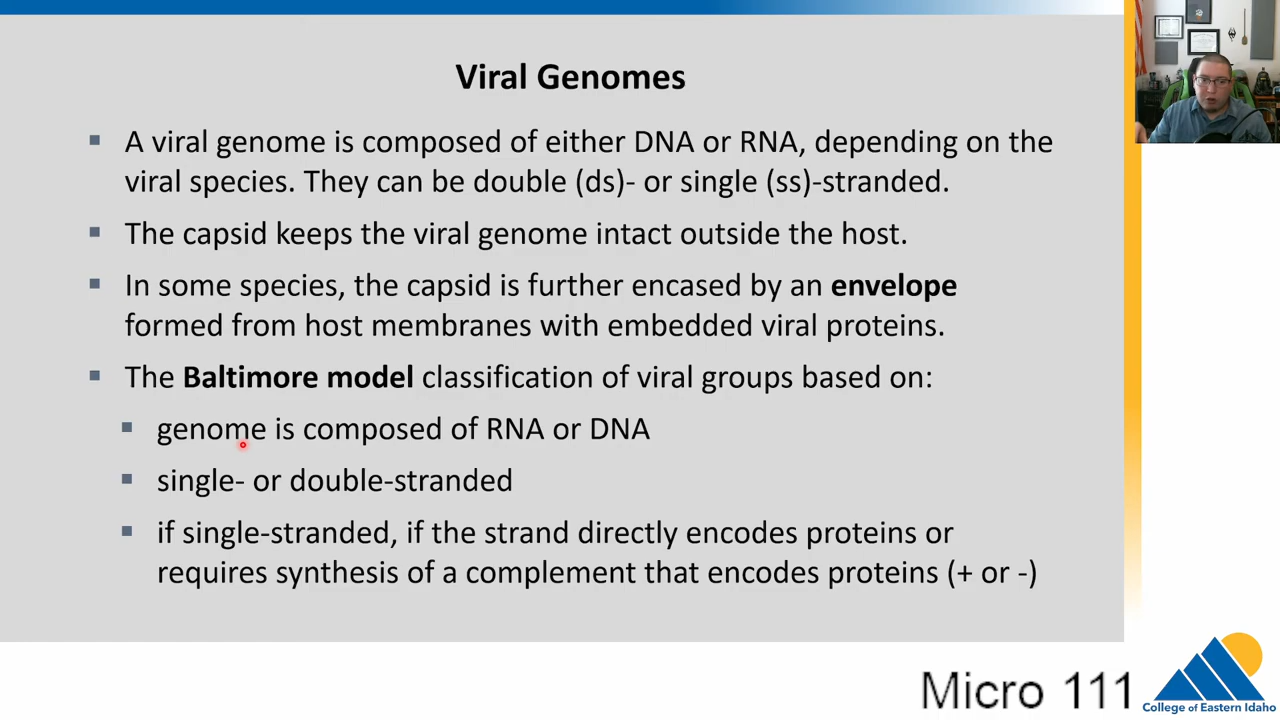 Viral Genomes
A viral genome is composed of either DNA or RNA, depending on the
viral species. They can be double (ds)- or single (ss)-stranded.
The capsid keeps the viral genome intact outside the host.
In some species, the capsid is further encased by an envelope
formed from host membranes with embedded viral proteins.
The Baltimore model classification of viral groups based on:
genome is composed of RNA or DNA
single- or double-stranded
if single-stranded, if the strand directly encodes proteins or
requires synthesis of a complement that encodes proteins (+ or -)
Micro 111
College of Eastern Idaho